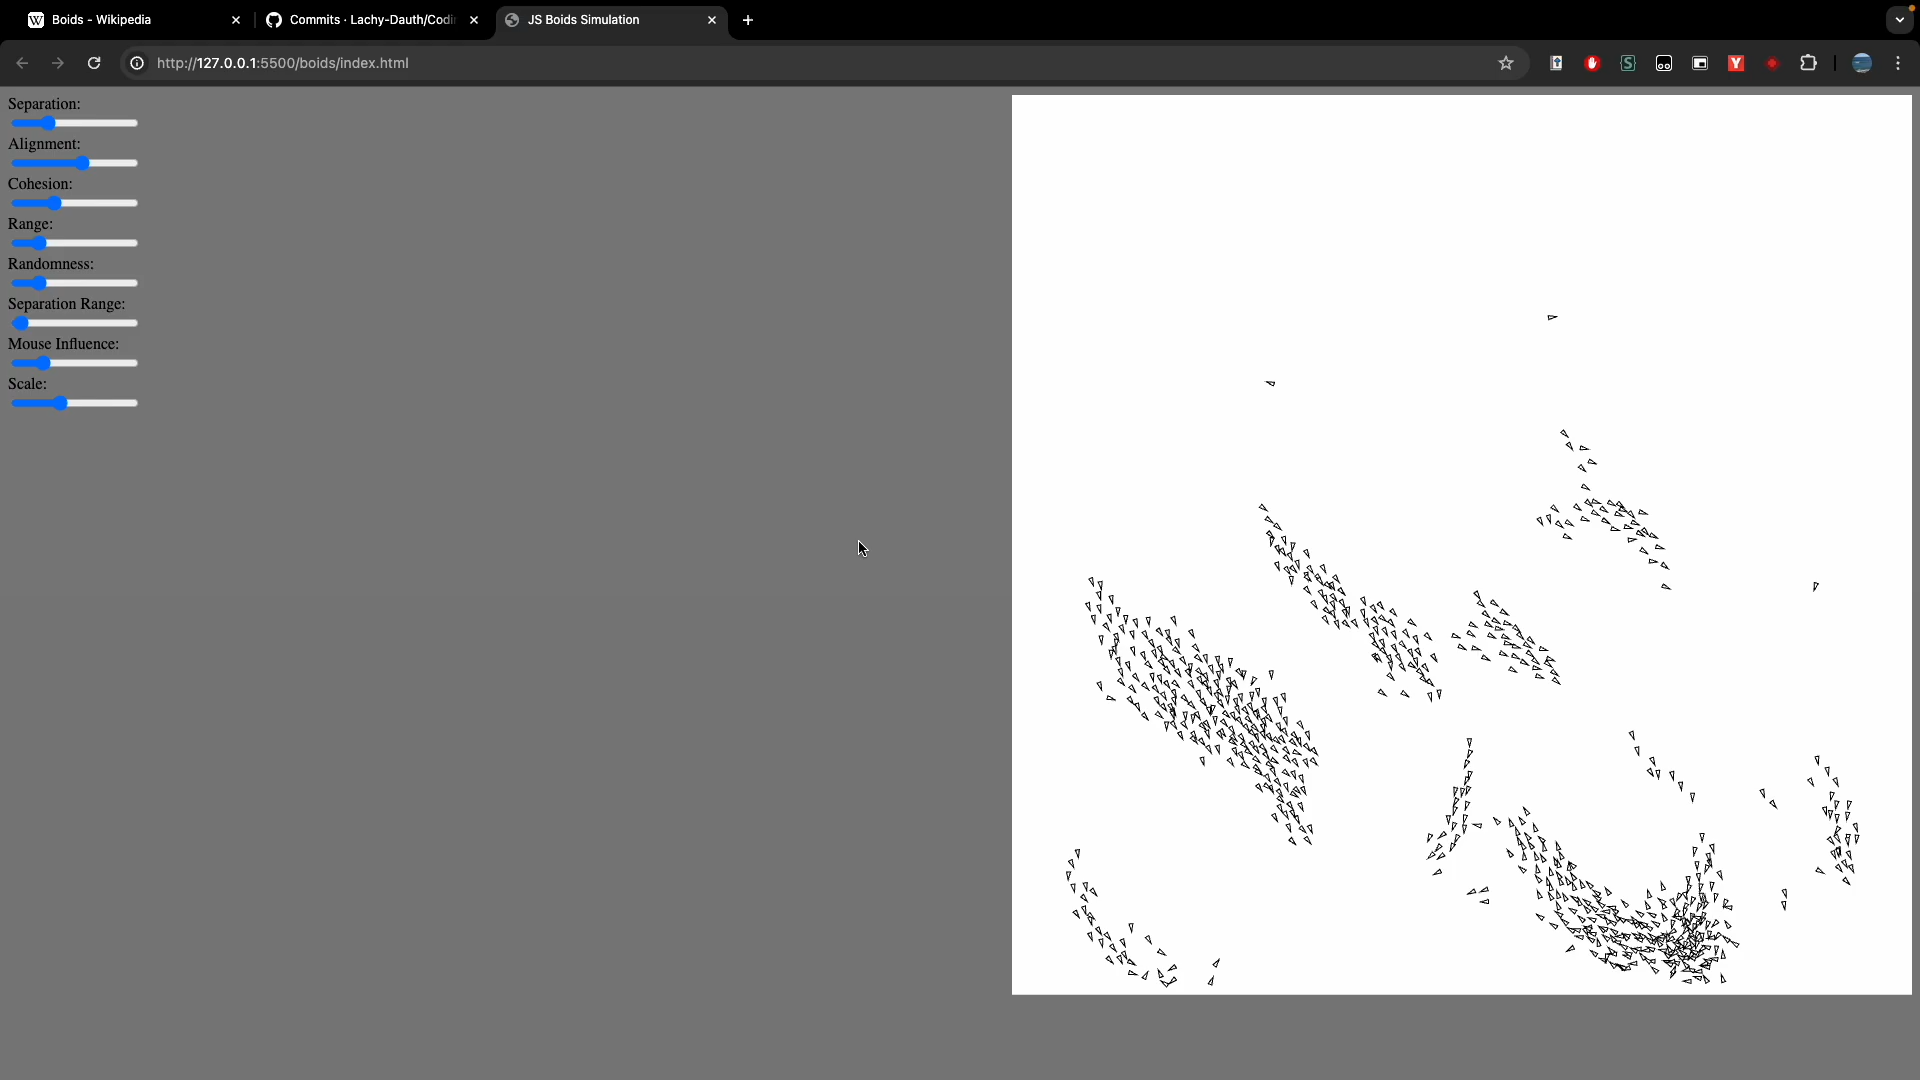 Boids - Wikipedia
Commits · Lachy-Dauth/Codi
JS Boids Simulation
http://127.0.0.1:5500/boids/index.html
Separation:
Alignment:
Cohesion:
Range:
Randomness:
Separation Range:
Mouse Influence:
Scale: